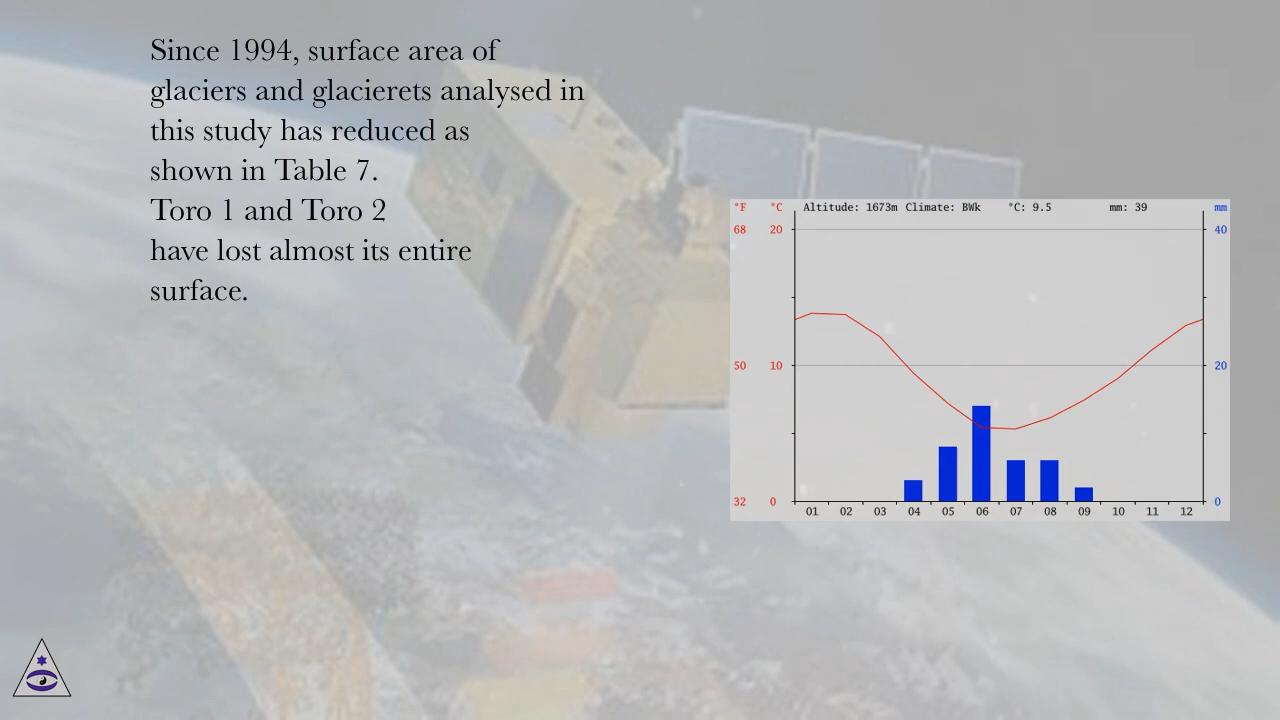 Since 1994, surface area of
glaciers and glacierets analysed in
this study has reduced as
shown in Table 7.
Toro 1 and Toro 2
have lost almost its entire
surface.
°F °C Altitude: 1673m Climate: BWk °C: 9.5 mm: 39 mm
68 20 40
50 10 20
32 0 0
01 02 03 04 05 06 07 08 09 10 11 12